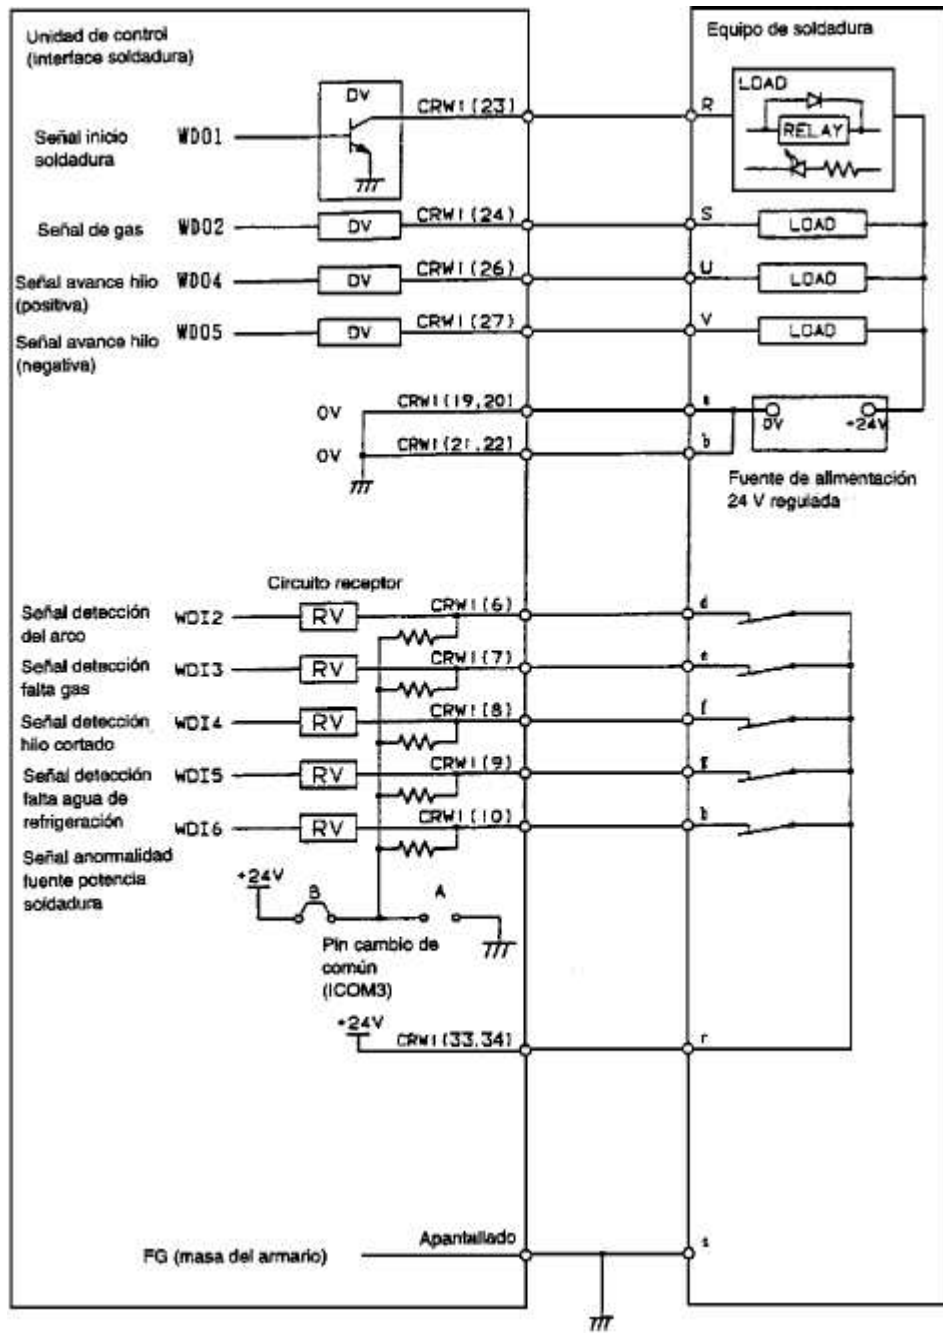 Unidad de control
(interface soldadura)
Equipo de soldadura
DV
CRW1(23)
R
LOAD
RELAY
Señal inicio
soldadura
WDO1
Señal de gas
WDO2
DV
CRW1(24)
S
LOAD
Señal avance hilo
(positiva)
WDO4
DV
CRW1(26)
U
LOAD
Señal avance hilo
(negativa)
WDO5
DV
CRW1(27)
V
LOAD
0V
CRW1(19,20)
0V
+24V
0V
CRW1(21,22)
b
Fuente de alimentación
24 V regulada
Circuito receptor
Señal detección
del arco
WDI2
RV
CRW1(6)
d
Señal detección
falta gas
WDI3
RV
CRW1(7)
e
Señal detección
hilo cortado
WDI4
RV
CRW1(8)
f
Señal detección
falta agua de
refrigeración
WDI5
RV
CRW1(9)
WDI6
RV
CRW1(10)
Señal anormalidad
fuente potencia
soldadura
+24V
B
A
Pin cambio de
común
(ICOM3)
+24V
CRW1(33,34)
r
FG (masa del armario)
Apantallado